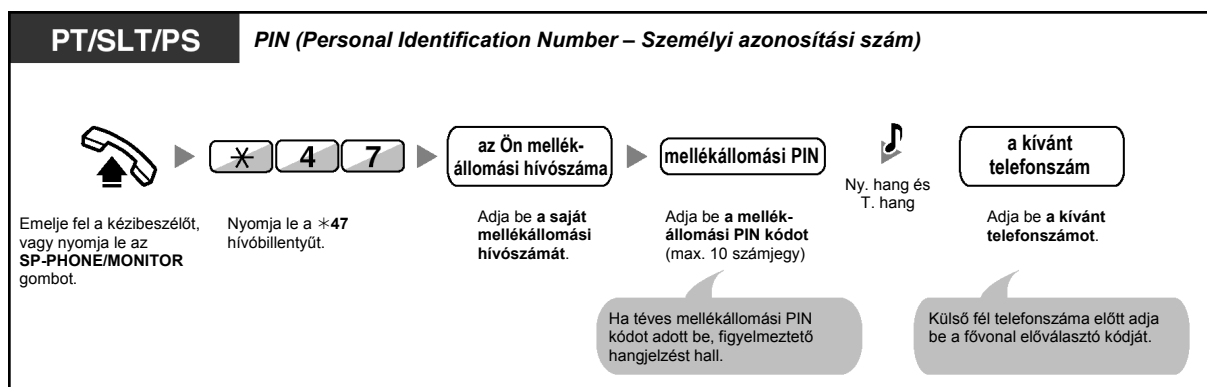 PT/SLT/PS
PIN (Personal Identification Number – Személyi azonosítási szám)
az Ön mellék-
állomási hívószáma
mellékállomási PIN
a kívánt
telefonszám
∗ 4 7
Ny. hang és
T. hang
Emelje fel a kézibeszélőt,
vagy nyomja le az
SP-PHONE/MONITOR
gombot.
Nyomja le a ∗47
hívóbillentyűt.
Adja be a saját
mellékállomási
hívószámát.
Adja be a mellék-
állomási PIN kódot
(max. 10 számjegy)
Adja be a kívánt
telefonszámot.
Ha téves mellékállomási PIN
kódot adott be, figyelmeztető
hangjelzést hall.
Külső fél telefonszáma előtt adja
be a fővonal előválasztó kódját.